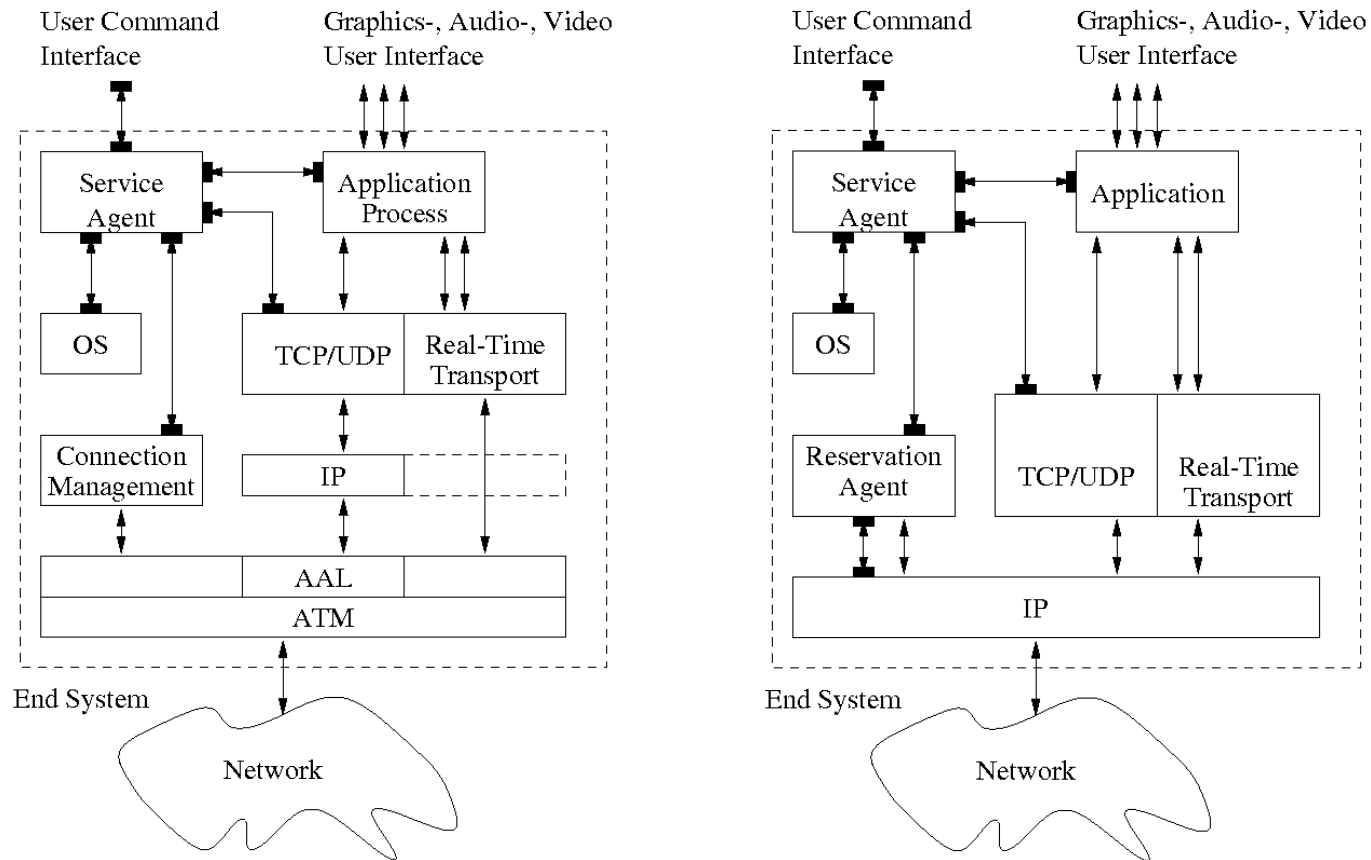 User Command
Interface
Graphics-, Audio-, Video
User Interface
Service
Agent
Application
Process
OS
TCP/UDP
Real-Time
Transport
Connection
Management
IP
AAL
ATM
End System
Network
User Command
Interface
Graphics-, Audio-, Video
User Interface
Service
Agent
Application
OS
Reservation
Agent
TCP/UDP
Real-Time
Transport
IP
End System
Network